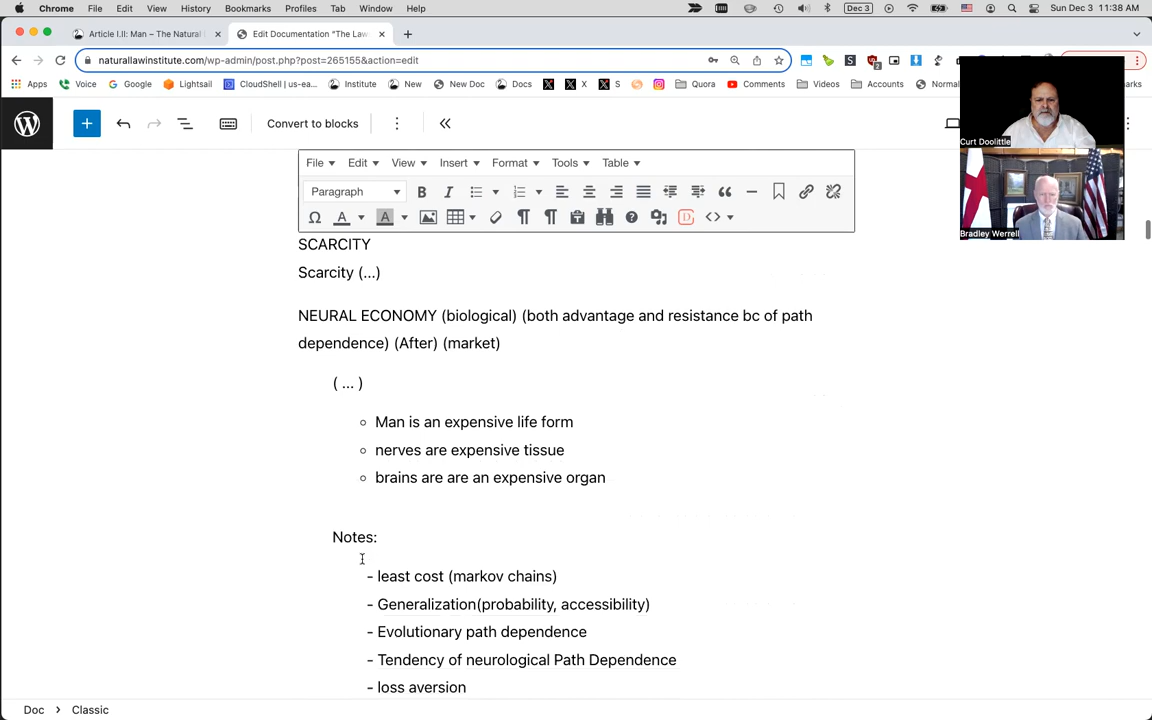 Chrome File Edit View History Bookmarks Profiles Tab Window Help Dec 3 Sun Dec 3 11:38 AM
Article I.II: Man – The Natural Edit Documentation "The Law
naturallawinstitute.com/wp-admin/post.php?post=265155&action=edit
Apps Voice Google Lightsail CloudShell | us-ea... Institute New New Doc Docs X S Quora Comments Videos Accounts Normal
Convert to blocks
Curt Doolittle
Bradley Werrell
File Edit View Insert Format Tools Table
Paragraph B I
SCARCITY
Scarcity (...)
NEURAL ECONOMY (biological) (both advantage and resistance bc of path
dependence) (After) (market)
( ... )
Man is an expensive life form
nerves are expensive tissue
brains are are an expensive organ
Notes:
- least cost (markov chains)
- Generalization(probability, accessibility)
- Evolutionary path dependence
- Tendency of neurological Path Dependence
- loss aversion
Doc Classic